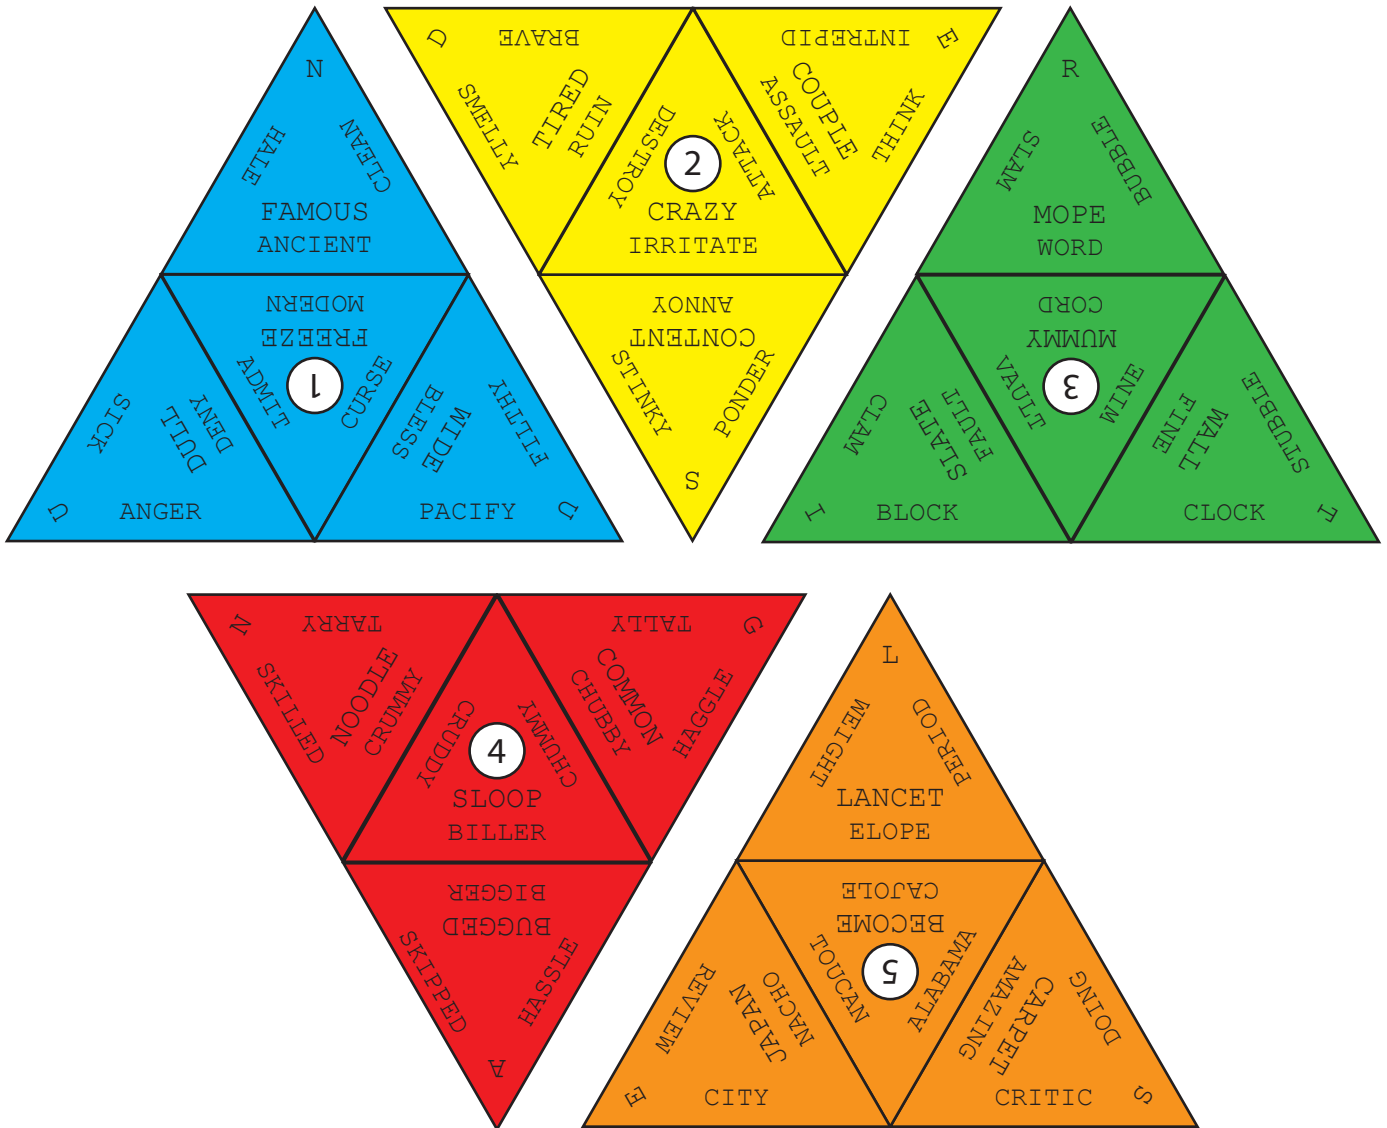 N
HALE
CLEAN
FAMOUS
ANCIENT
MODERN
FREEZE
ADMIT
1
CURSE
SICK
DENY
DULL
U
ANGER
BLESS
WIDE
FILTHY
PACIFY
U
D
BRAVE
SMELLY
TIRED
RUIN
INTREPID
E
COUPLE
ASSAULT
THINK
DESTROY
2
ATTACK
CRAZY
IRRITATE
ANNOY
CONTENT
STINKY
PONDER
S
R
SLAM
BUBBLE
MOPE
WORD
CORD
MUMMY
VAULT
3
MINE
CLAM
FAULT
SLATE
I
BLOCK
FINE
WALL
STUBBLE
CLOCK
T
N
TARRY
SKILLED
NOODLE
CRUMMY
TALLY
G
COMMON
CHUBBY
HAGGLE
CRUDDY
4
CHUMMY
SLOOP
BILLER
BIGGER
BUGGED
SKIPPED
HASSLE
A
L
WEIGHT
PERIOD
LANCET
ELOPE
CAJOLE
BECOME
TOUCAN
5
ALABAMA
REVIEW
NACHO
JAPAN
E
CITY
AMAZING
CARPET
DOING
CRITIC
S